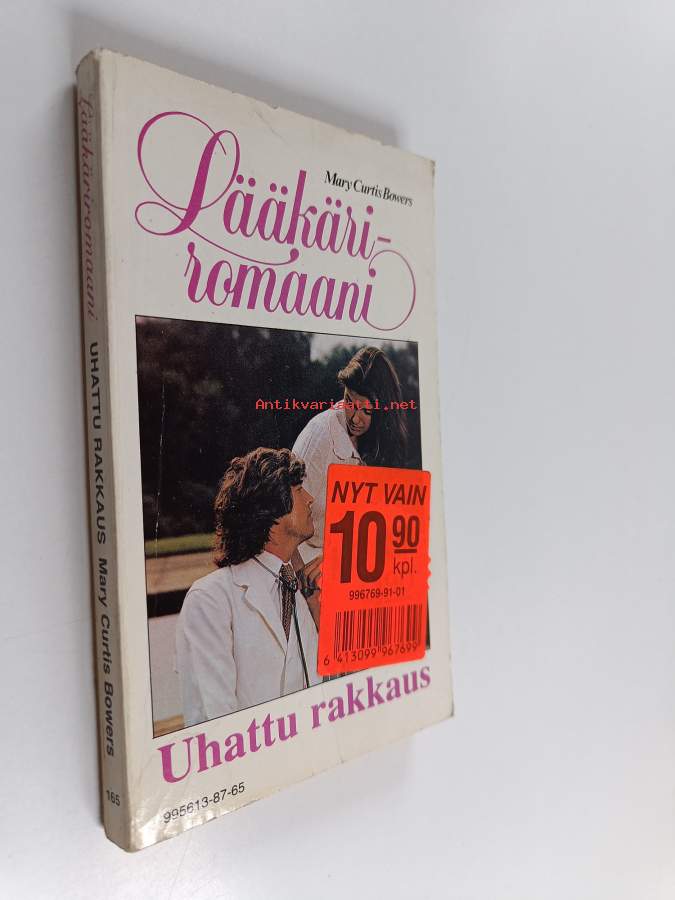 Lääkäriromaani
UHATTU RAKKAUS Mary Curtis Bowers
165
Mary Curtis Bowers
Lääkäri-
romaani
Antikvariaatti.net
NYT VAIN
10 90
kpl.
996769-91-01
6 413099 967699
Uhattu rakkaus
995613-87-65